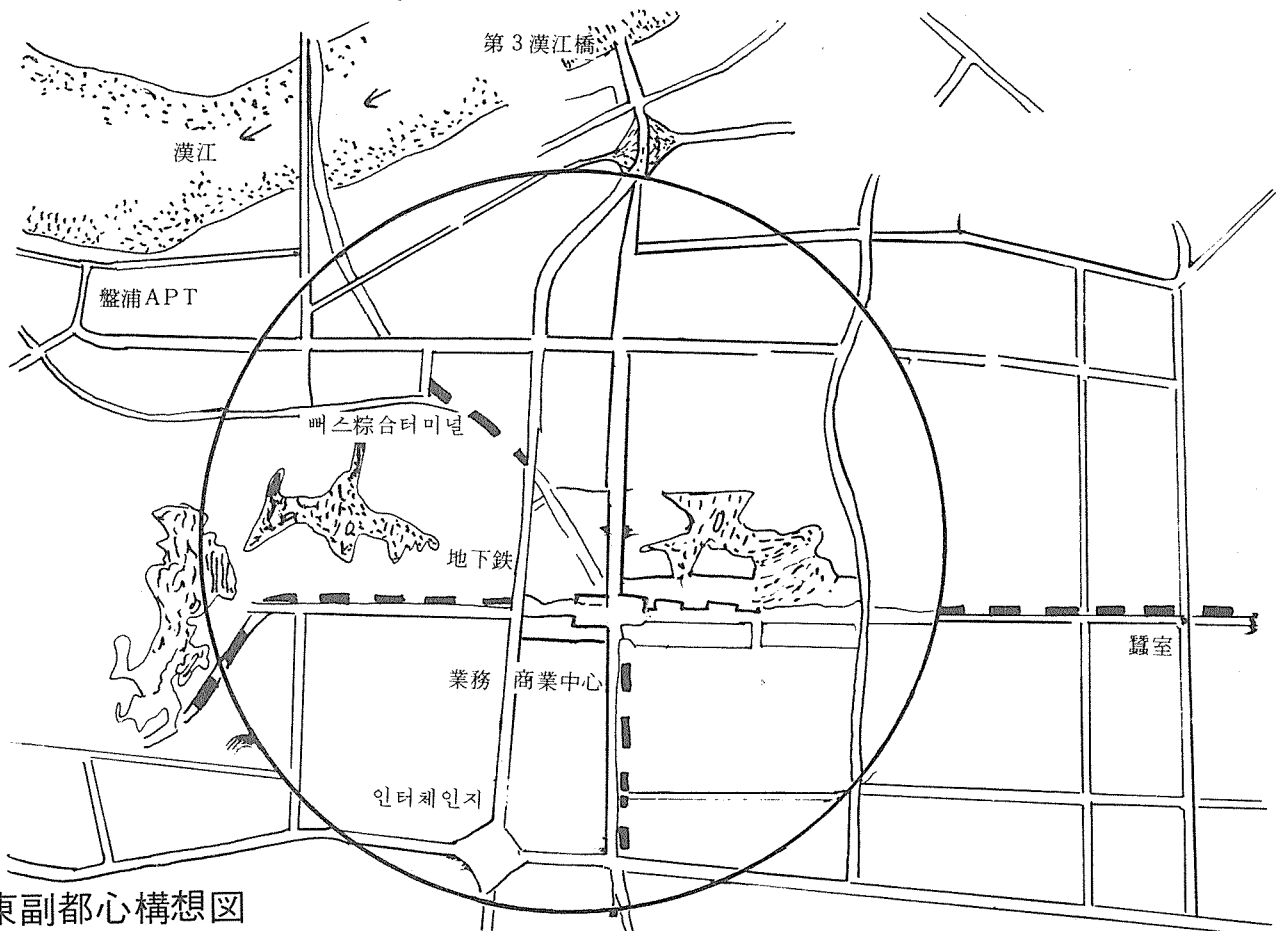 第3漢江橋
漢江
盤浦APT
뻐스綜合터미널
地下鉄
蠶室
業務 商業中心
인터체인지
東副都心構想図